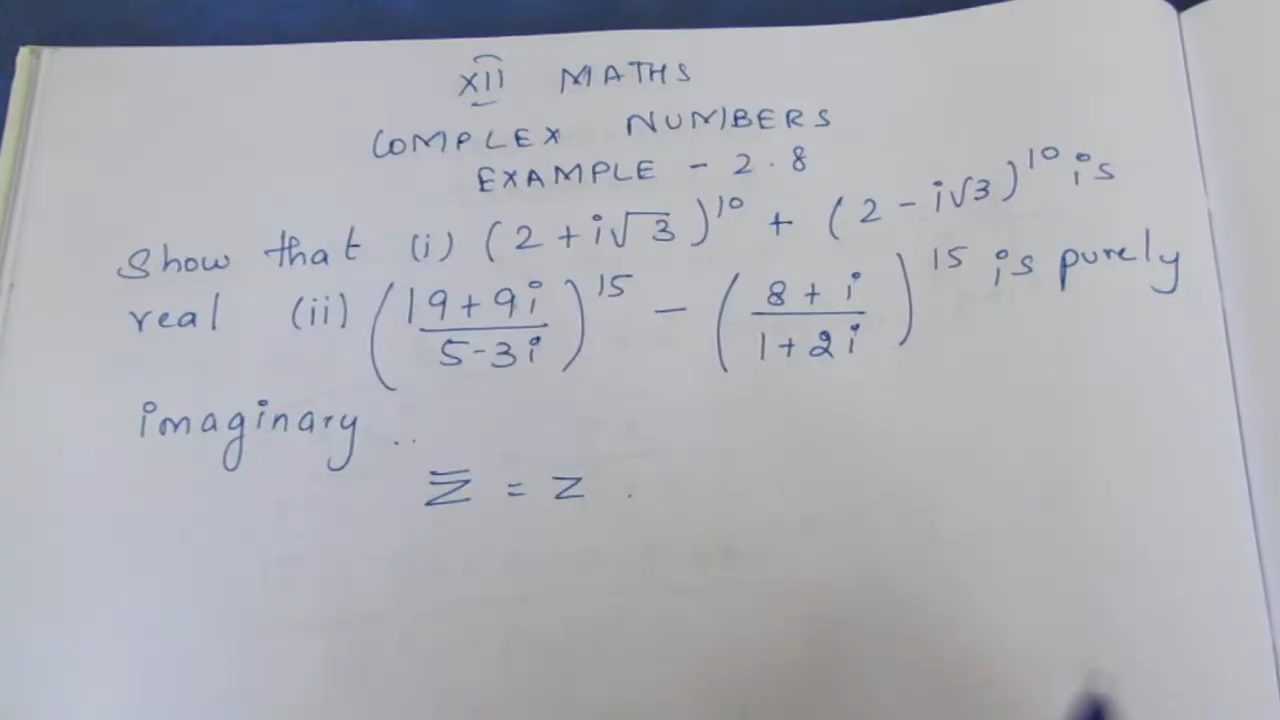 XII MATHS
COMPLEX NUMBERS
EXAMPLE - 2.8
Show that (i) (2 + i√3)^10 + (2 - i√3)^10 is
real (ii) ((19+9i)/(5-3i))^15 - ((8+i)/(1+2i))^15 is purely
imaginary ..
z̿ = z .